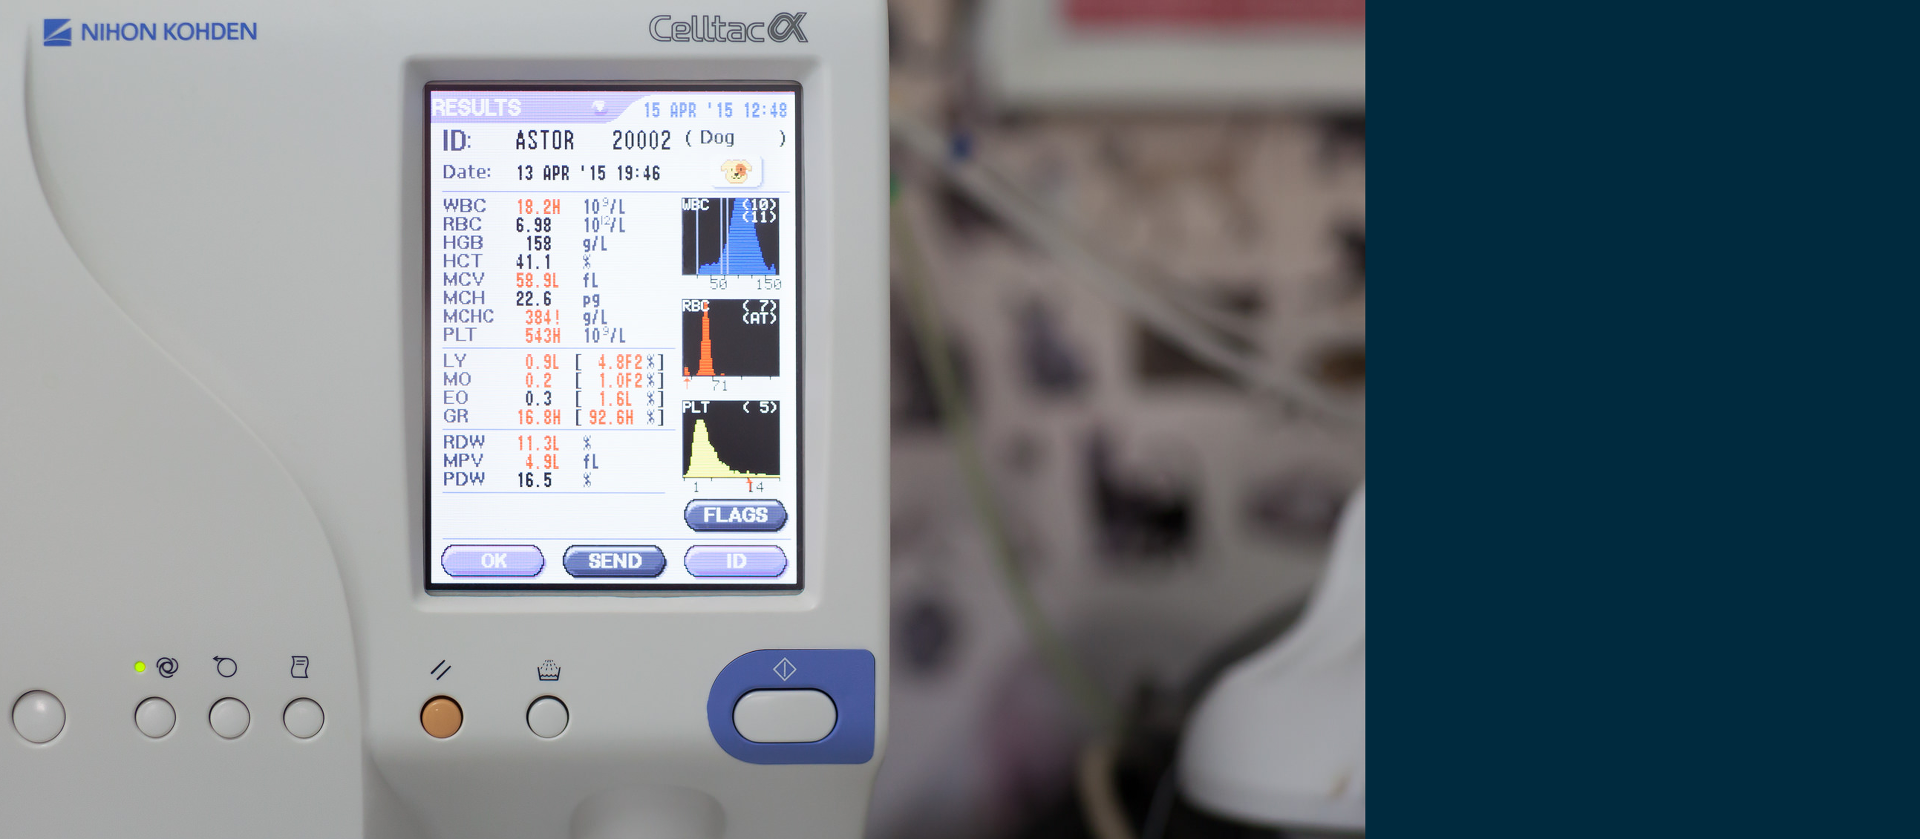 NIHON KOHDEN
Celltac α
RESULTS 15 APR '15 12:48
ID: ASTOR 20002 ( Dog )
Date: 13 APR '15 19:46
WBC 18.2H 10⁹/L
RBC 6.98 10¹²/L
HGB 158 g/L
HCT 41.1 %
MCV 58.9L fL
MCH 22.6 pg
MCHC 384! g/L
PLT 543H 10⁹/L
LY 0.9L [ 4.8F2%]
MO 0.2 [ 1.0F2%]
EO 0.3 [ 1.6L %]
GR 16.8H [ 92.6H %]
RDW 11.3L %
MPV 4.9L fL
PDW 16.5 %
WBC (10)
(11)
50 150
RBC ( 7)
(AT)
71
PLT ( 5)
1 14
FLAGS
OK SEND ID